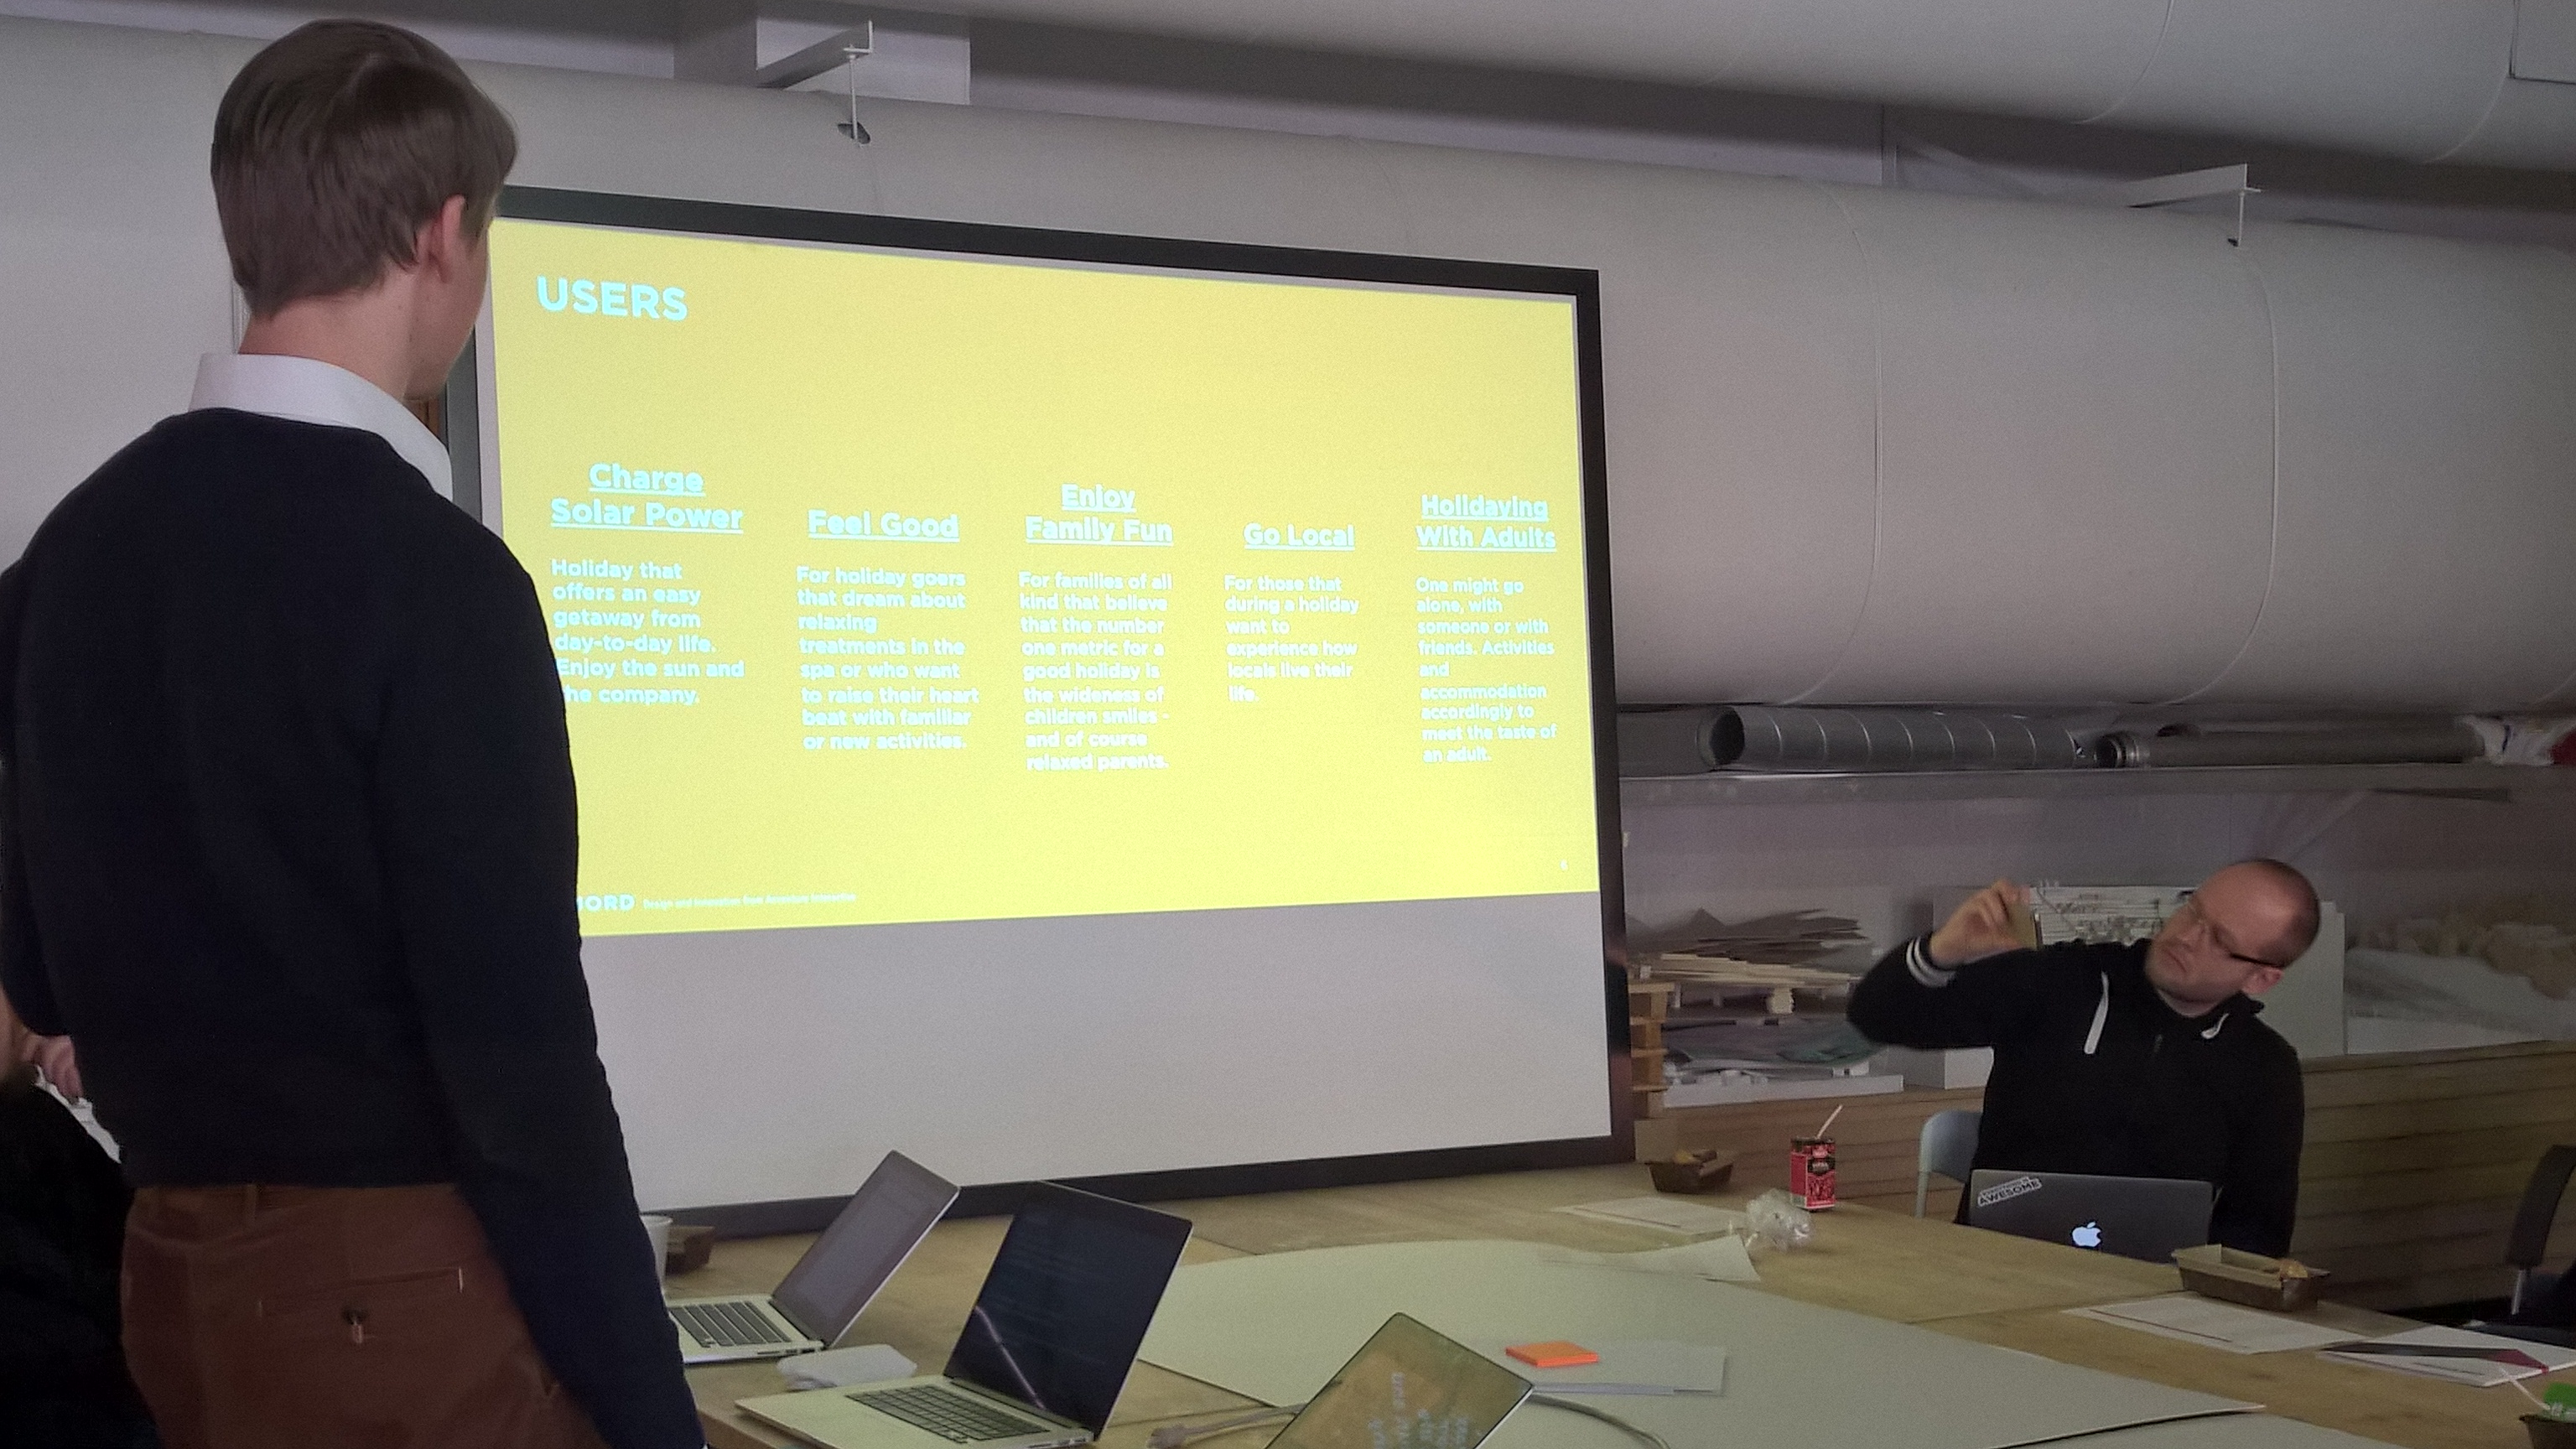 USERS
Charge
Solar Power
Holiday that
offers an easy
getaway from
day-to-day life.
Enjoy the sun and
the company.
Feel Good
For holiday goers
that dream about
relaxing
treatments in the
spa or who want
to raise their heart
beat with familiar
or new activities.
Enjoy
Family Fun
For families of all
kind that believe
that the number
one metric for a
good holiday is
the wideness of
children smiles -
and of course
relaxed parents.
Go Local
For those that
during a holiday
want to
experience how
locals live their
life.
Holidaying
With Adults
One might go
alone, with
someone or with
friends. Activities
and
accommodation
accordingly to
meet the taste of
an adult.
Design and Innovation from Accenture Interactive
AWESOME